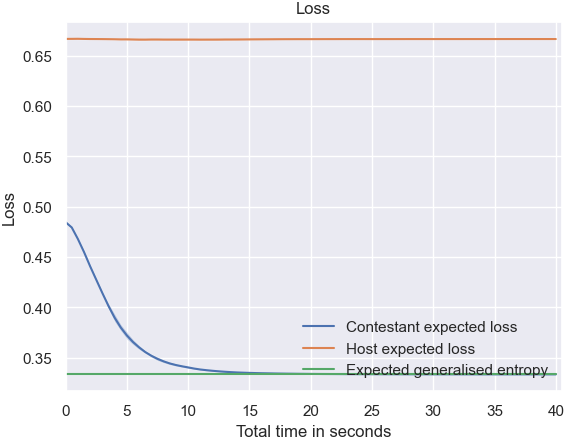 Loss
0.65
0.60
0.55
0.50
0.45
0.40
0.35
Loss
Contestant expected loss
Host expected loss
Expected generalised entropy
0 5 10 15 20 25 30 35 40
Total time in seconds